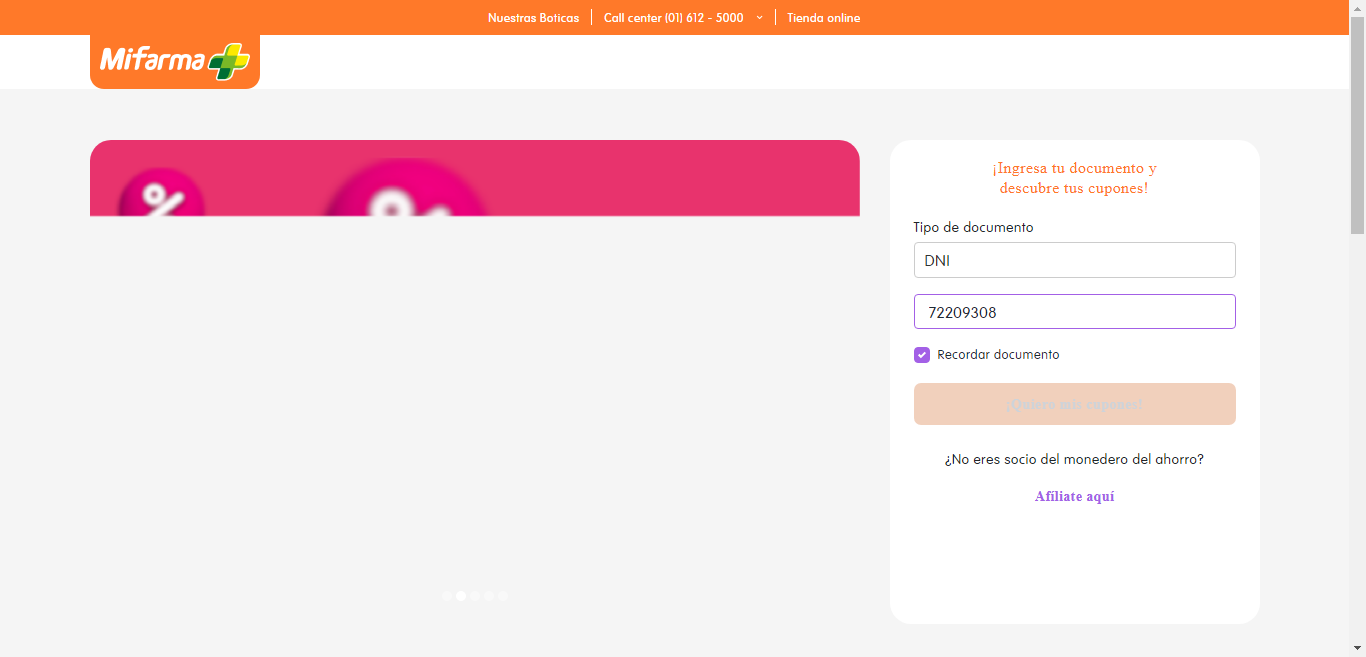 Nuestras Boticas
Call center (01) 612 - 5000
Tienda online
Mifarma
%
%
¡Ingresa tu documento y
descubre tus cupones!
Tipo de documento
DNI
72209308
Recordar documento
¡Quiero mis cupones!
¿No eres socio del monedero del ahorro?
Afíliate aquí